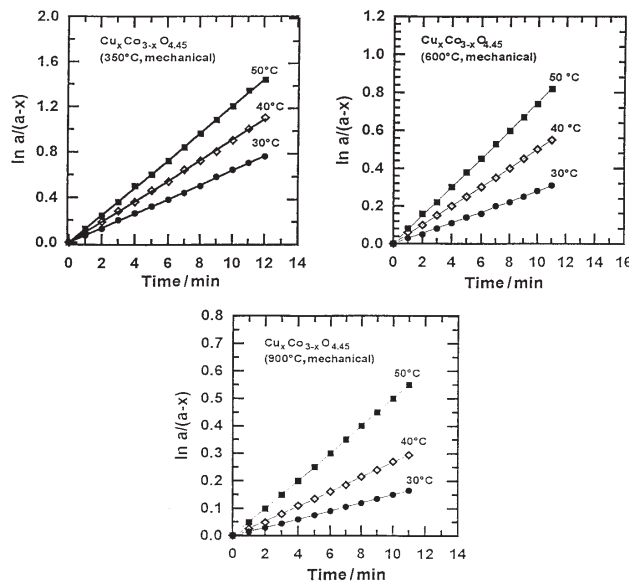 CuxCo3-xO4.45
(350°C, mechanical)
50°C
40°C
30°C
2.0
1.6
1.2
0.8
0.4
0.0
ln a/(a-x)
0 2 4 6 8 10 12 14
Time/min
CuxCo3-xO4.45
(600°C, mechanical)
50 °C
40 °C
30°C
1.2
1.0
0.8
0.6
0.4
0.2
0.0
ln a/(a-x)
0 2 4 6 8 10 12 14 16
Time/min
CuxCo3-xO4.45
(900°C, mechanical)
50°C
40°C
30°C
0.8
0.7
0.6
0.5
0.4
0.3
0.2
0.1
0.0
ln a/(a-x)
0 2 4 6 8 10 12 14
Time/min